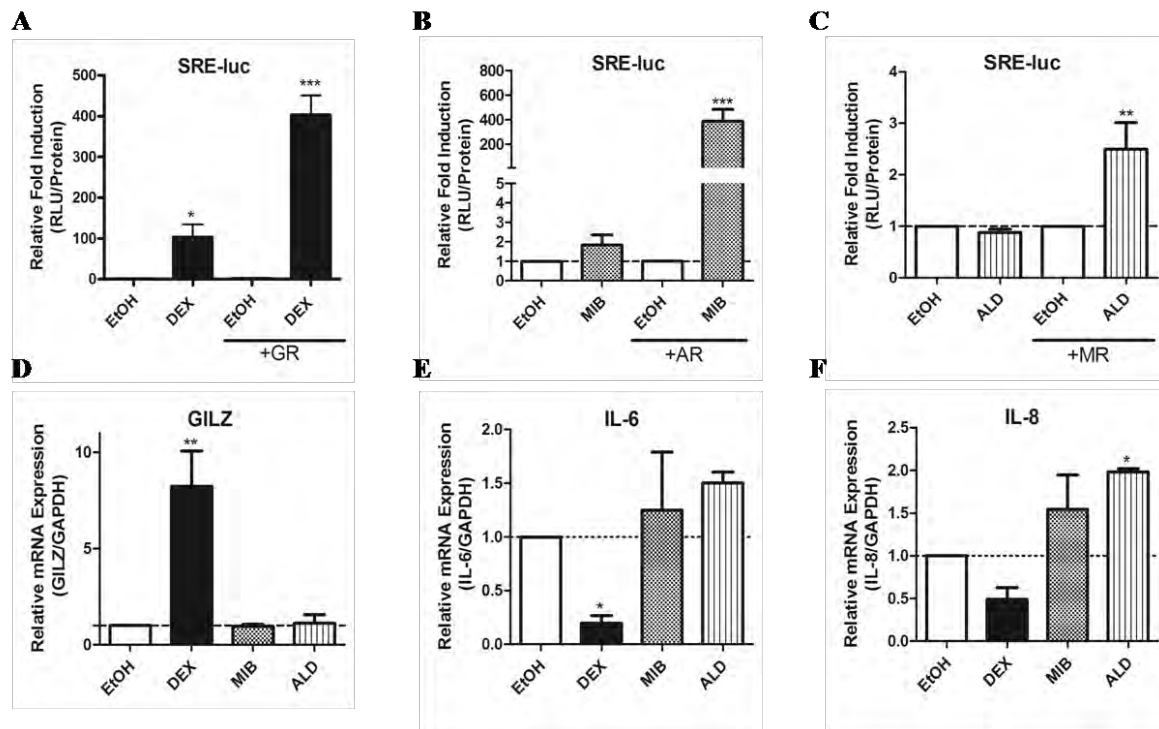 A
SRE-luc
Relative Fold Induction
(RLU/Protein)
500
400
300
200
100
0
*
***
EtOH
DEX
EtOH
DEX
+GR
B
SRE-luc
Relative Fold Induction
(RLU/Protein)
800
600
400
200
5
4
3
2
1
0
***
EtOH
MIB
EtOH
MIB
+AR
C
SRE-luc
Relative Fold Induction
(RLU/Protein)
4
3
2
1
0
**
EtOH
ALD
EtOH
ALD
+MR
D
GILZ
Relative mRNA Expression
(GILZ/GAPDH)
10
5
0
**
EtOH
DEX
MIB
ALD
E
IL-6
Relative mRNA Expression
(IL-6/GAPDH)
2.0
1.5
1.0
0.5
0.0
*
EtOH
DEX
MIB
ALD
F
IL-8
Relative mRNA Expression
(IL-8/GAPDH)
2.5
2.0
1.5
1.0
0.5
0.0
*
EtOH
DEX
MIB
ALD